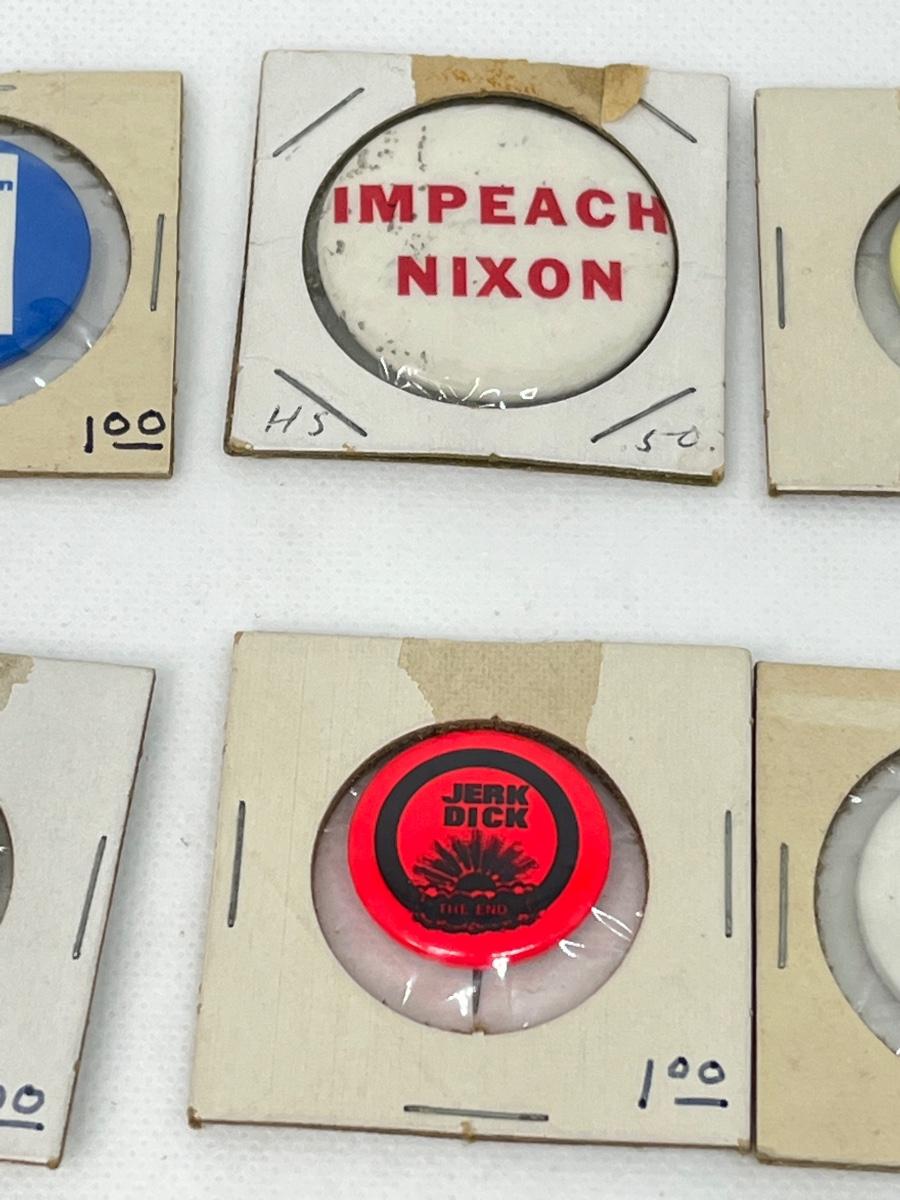 IMPEACH
NIXON
1 00
HS
50.
JERK
DICK
THE END
00
1 00